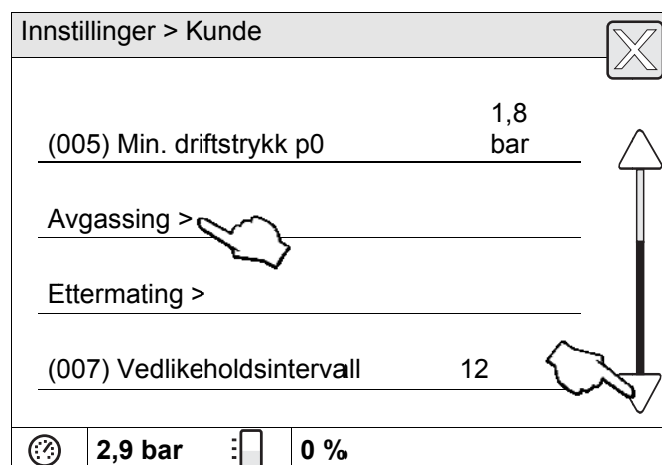 Innstillinger > Kunde
1,8
(005) Min. driftstrykk p0 bar
Avgassing >
Ettermating >
(007) Vedlikeholdsintervall 12
2,9 bar 0 %